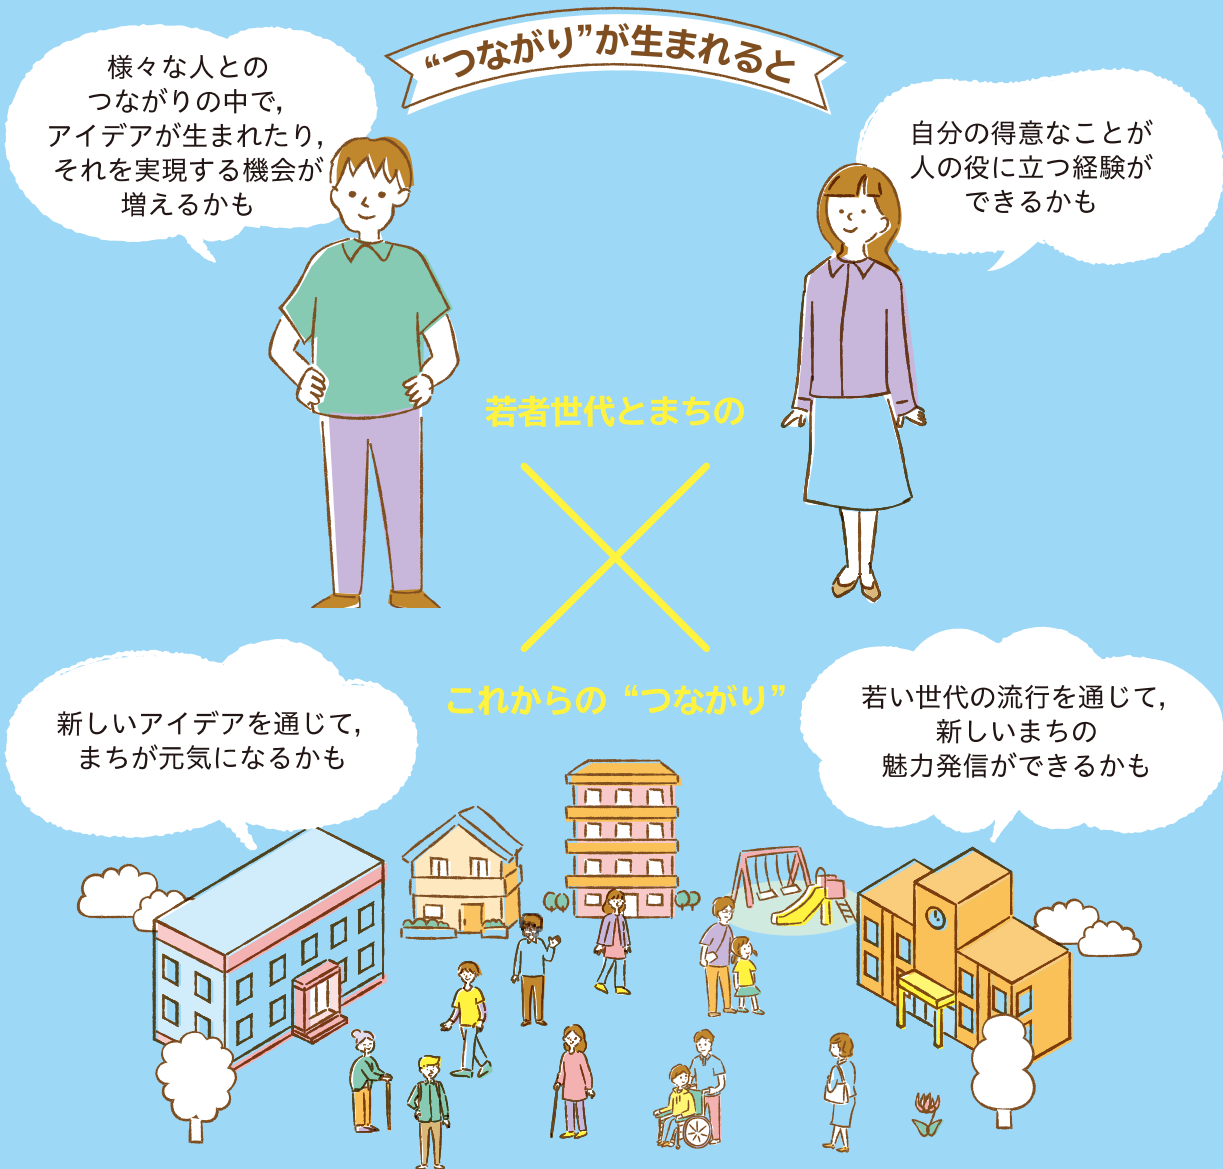 “つながり”が生まれると
様々な人との
つながりの中で,
アイデアが生まれたり,
それを実現する機会が
増えるかも
自分の得意なことが
人の役に立つ経験が
できるかも
若者世代とまちの
これからの “つながり”
新しいアイデアを通じて,
まちが元気になるかも
若い世代の流行を通じて,
新しいまちの
魅力発信ができるかも